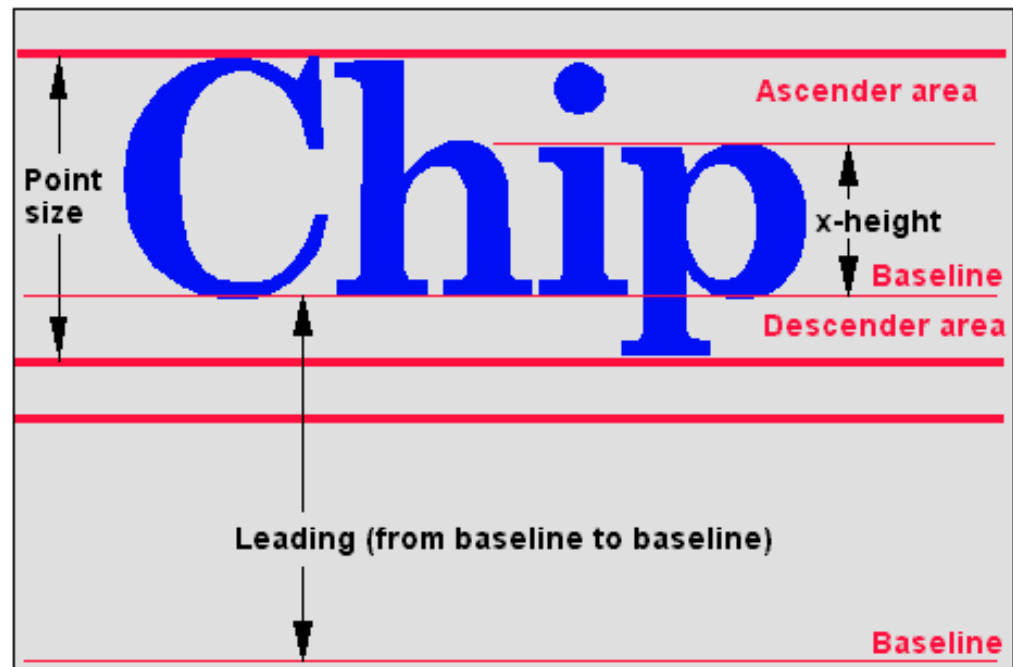 Chip
Ascender area
Point
size
x-height
Baseline
Descender area
Leading (from baseline to baseline)
Baseline